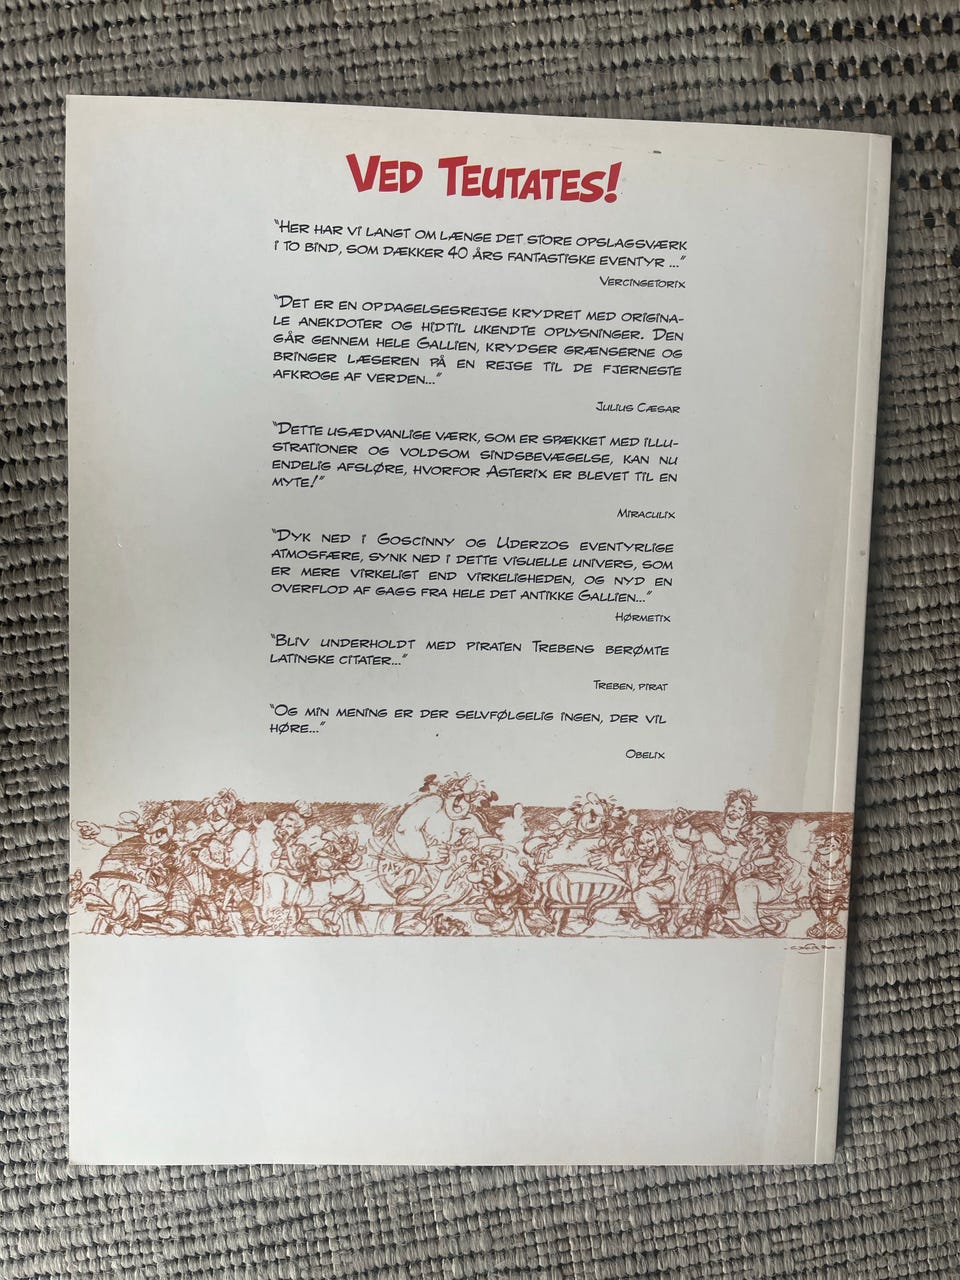 VED TEUTATES!
"HER HAR VI LANGT OM LÆNGE DET STORE OPSLAGSVÆRK
I TO BIND, SOM DÆKKER 40 ÅRS FANTASTISKE EVENTYR ..."
VERCINGETORIX
"DET ER EN OPDAGELSESREJSE KRYDRET MED ORIGINA-
LE ANEKDOTER OG HIDTIL UKENDTE OPLYSNINGER. DEN
GÅR GENNEM HELE GALLIEN, KRYDSER GRÆNSERNE OG
BRINGER LÆSEREN PÅ EN REJSE TIL DE FJERNESTE
AFKROGE AF VERDEN..."
JULIUS CÆSAR
"DETTE USÆDVANLIGE VÆRK, SOM ER SPÆKKET MED ILLU-
STRATIONER OG VOLDSOM SINDSBEVÆGELSE, KAN NU
ENDELIG AFSLØRE, HVORFOR ASTERIX ER BLEVET TIL EN
MYTE!"
MIRACULIX
"DYK NED I GOSCINNY OG UDERZOS EVENTYRLIGE
ATMOSFÆRE, SYNK NED I DETTE VISUELLE UNIVERS, SOM
ER MERE VIRKELIGT END VIRKELIGHEDEN, OG NYD EN
OVERFLOD AF GAGS FRA HELE DET ANTIKKE GALLIEN..."
HØRMETIX
"BLIV UNDERHOLDT MED PIRATEN TREBENS BERØMTE
LATINSKE CITATER..."
TREBEN, PIRAT
"OG MIN MENING ER DER SELVFØLGELIG INGEN, DER VIL
HØRE..."
OBELIX